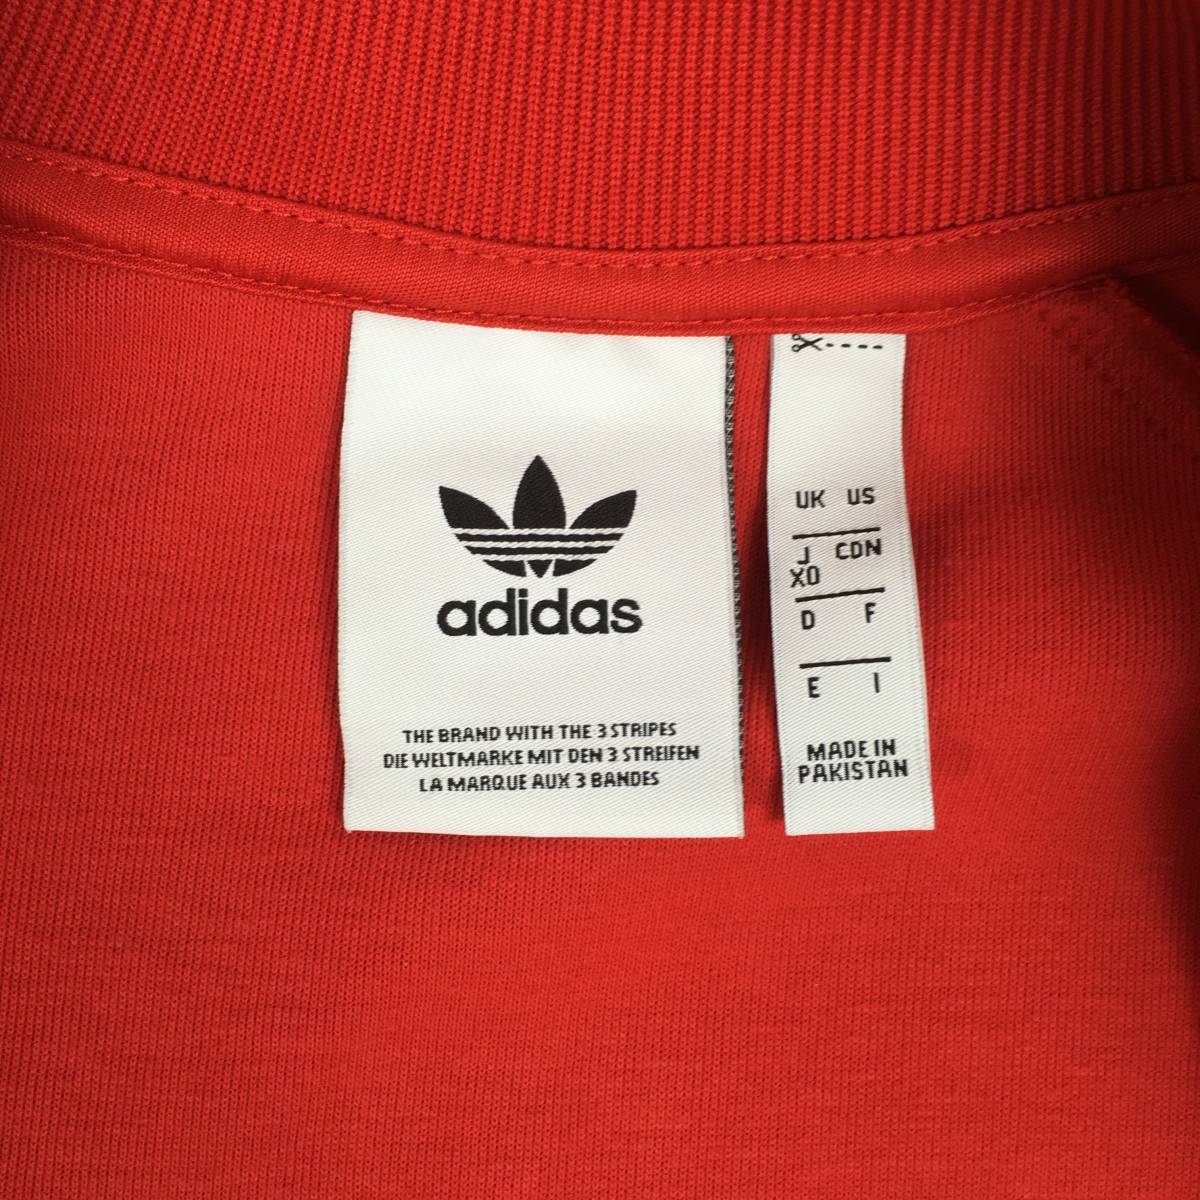 adidas
THE BRAND WITH THE 3 STRIPES
DIE WELTMARKE MIT DEN 3 STREIFEN
LA MARQUE AUX 3 BANDES
UK US
J CDN
XO
D F
E I
MADE IN
PAKISTAN